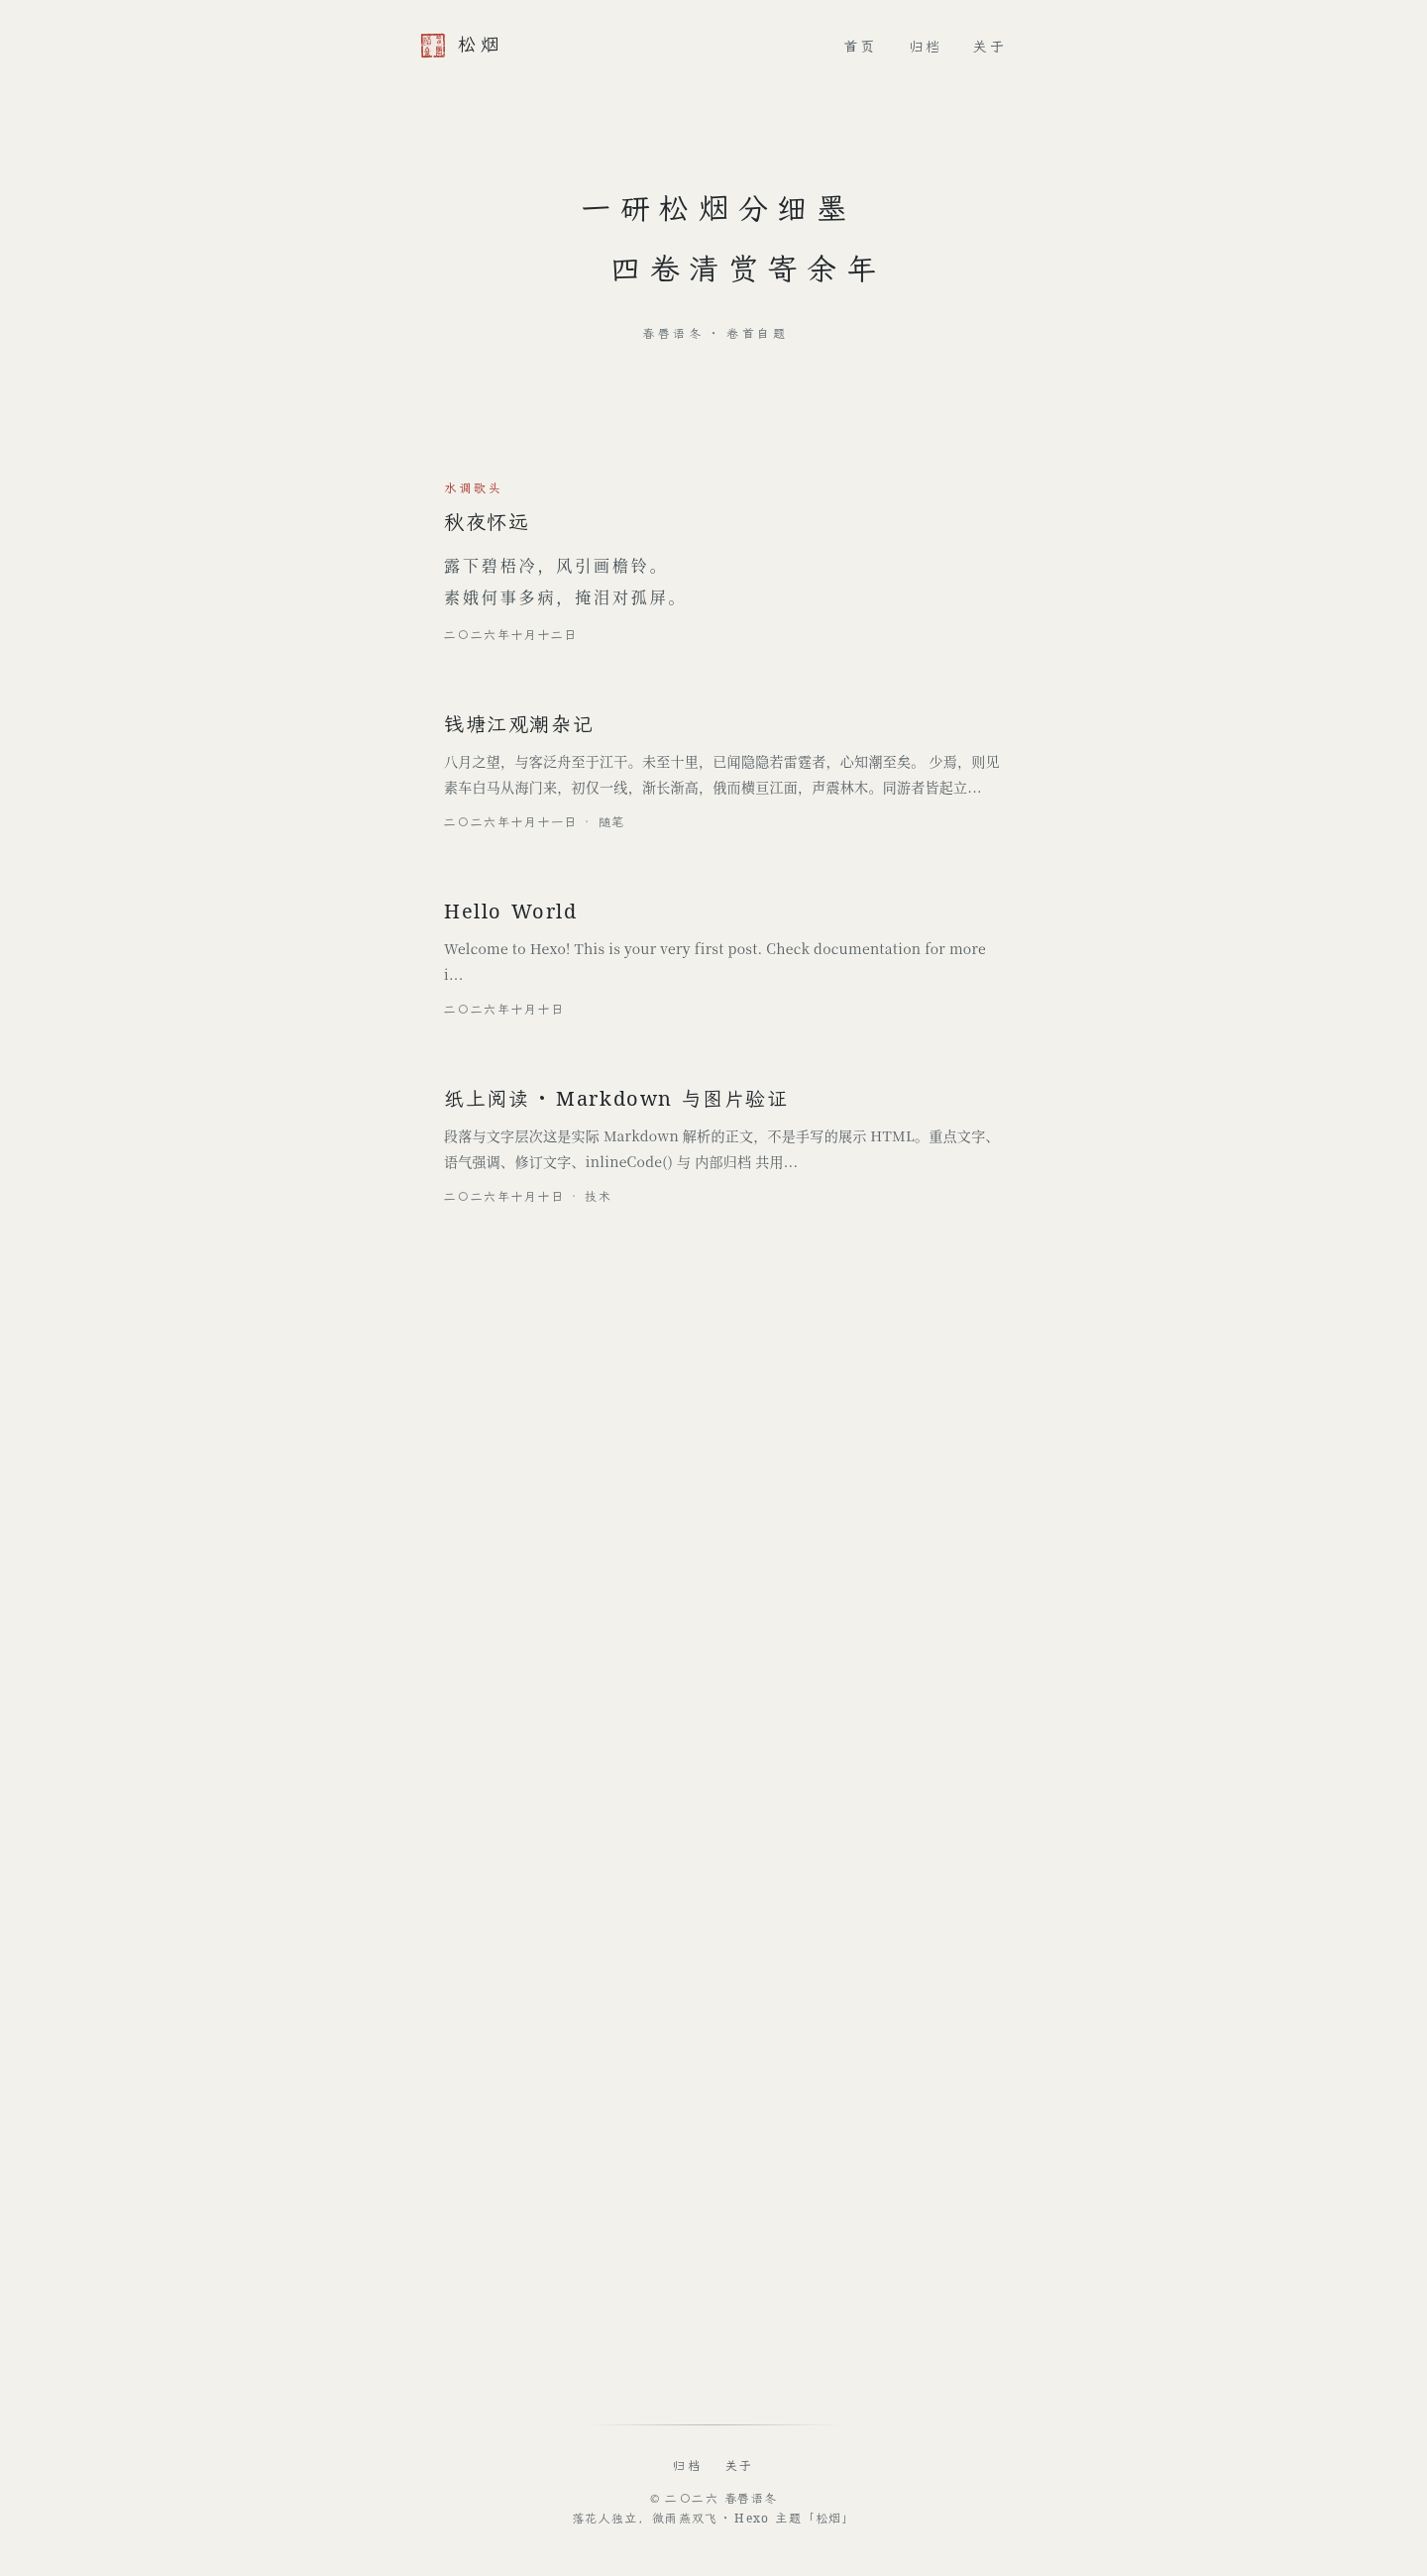 松烟
首页 归档 关于
一研松烟分细墨
四卷清赏寄余年
春唇语冬 · 卷首自题
水调歌头
秋夜怀远
露下碧梧冷，风引画檐铃。
素娥何事多病，掩泪对孤屏。
二〇二六年十月十二日
钱塘江观潮杂记
八月之望，与客泛舟至于江干。未至十里，已闻隐隐若雷霆者，心知潮至矣。 少焉，则见
素车白马从海门来，初仅一线，渐长渐高，俄而横亘江面，声震林木。同游者皆起立…
二〇二六年十月十一日 · 随笔
Hello World
Welcome to Hexo! This is your very first post. Check documentation for more
i…
二〇二六年十月十日
纸上阅读 · Markdown 与图片验证
段落与文字层次这是实际 Markdown 解析的正文，不是手写的展示 HTML。重点文字、
语气强调、修订文字、inlineCode() 与 内部归档 共用…
二〇二六年十月十日 · 技术
归档 关于
© 二〇二六 春唇语冬
落花人独立，微雨燕双飞 · Hexo 主题「松烟」